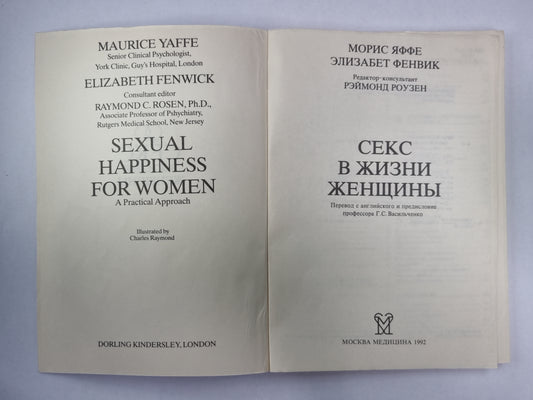 MAURICE YAFFE
Senior Clinical Psychologist,
York Clinic, Guy's Hospital, London
ELIZABETH FENWICK
Consultant editor
RAYMOND C. ROSEN, Ph.D.,
Associate Professor of Pshychiatry,
Rutgers Medical School, New Jersey
SEXUAL
HAPPINESS
FOR WOMEN
A Practical Approach
Illustrated by
Charles Raymond
DORLING KINDERSLEY, LONDON
МОРИС ЯФФЕ
ЭЛИЗАБЕТ ФЕНВИК
Редактор-консультант
РЭЙМОНД РОУЗЕН
СЕКС
В ЖИЗНИ
ЖЕНЩИНЫ
Перевод с английского и предисловие
профессора Г.С. Васильченко
МОСКВА МЕДИЦИНА 1992